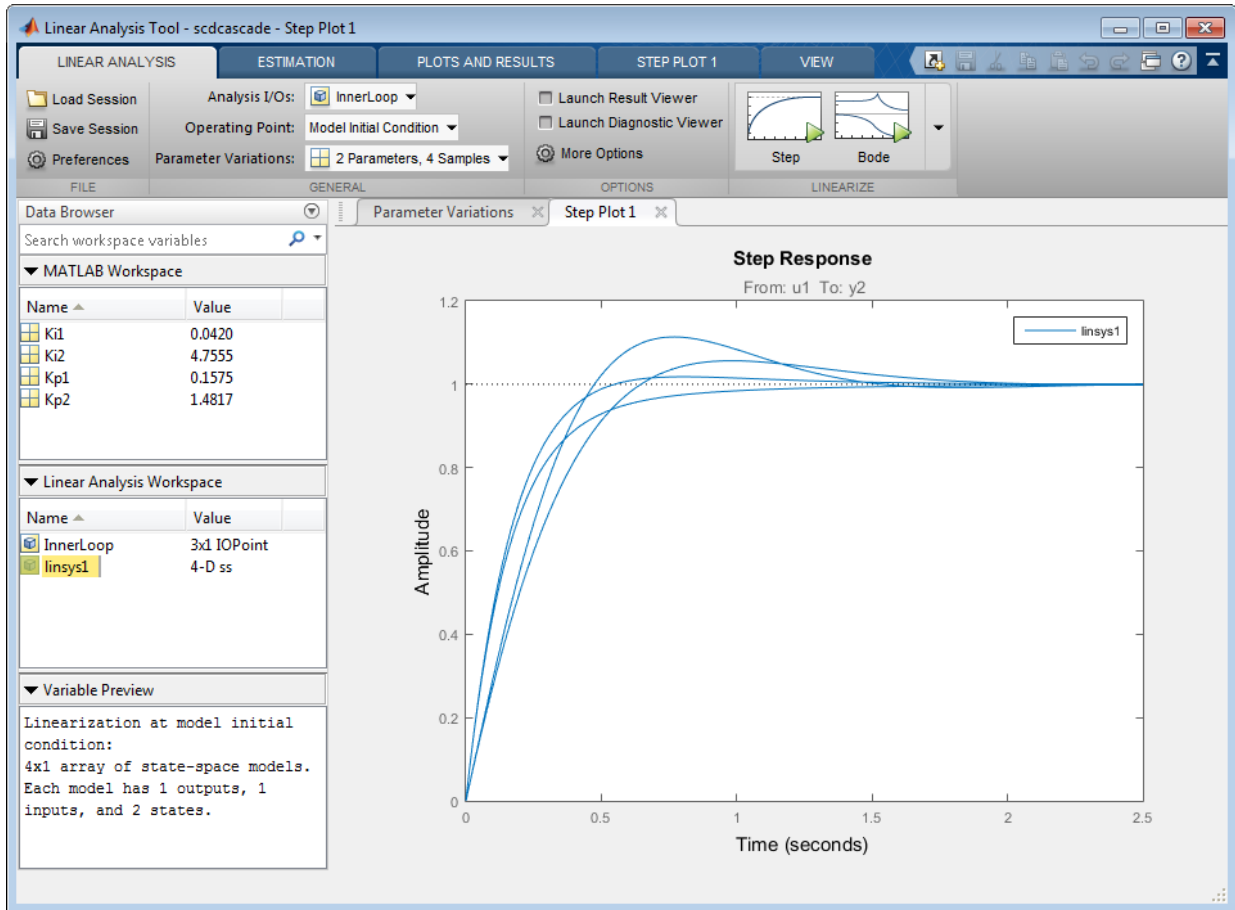 Linear Analysis Tool - scdcascade - Step Plot 1
LINEAR ANALYSIS ESTIMATION PLOTS AND RESULTS STEP PLOT 1 VIEW
Load Session
Save Session
Preferences
FILE
Analysis I/Os: InnerLoop
Operating Point: Model Initial Condition
Parameter Variations: 2 Parameters, 4 Samples
GENERAL
Launch Result Viewer
Launch Diagnostic Viewer
More Options
OPTIONS
Step Bode
LINEARIZE
Data Browser
Search workspace variables
MATLAB Workspace
Name Value
Ki1 0.0420
Ki2 4.7555
Kp1 0.1575
Kp2 1.4817
Linear Analysis Workspace
Name Value
InnerLoop 3x1 IOPoint
linsys1 4-D ss
Variable Preview
Linearization at model initial
condition:
4x1 array of state-space models.
Each model has 1 outputs, 1
inputs, and 2 states.
Parameter Variations Step Plot 1
Step Response
From: u1 To: y2
linsys1
Amplitude
1.2
1
0.8
0.6
0.4
0.2
0
0 0.5 1 1.5 2 2.5
Time (seconds)